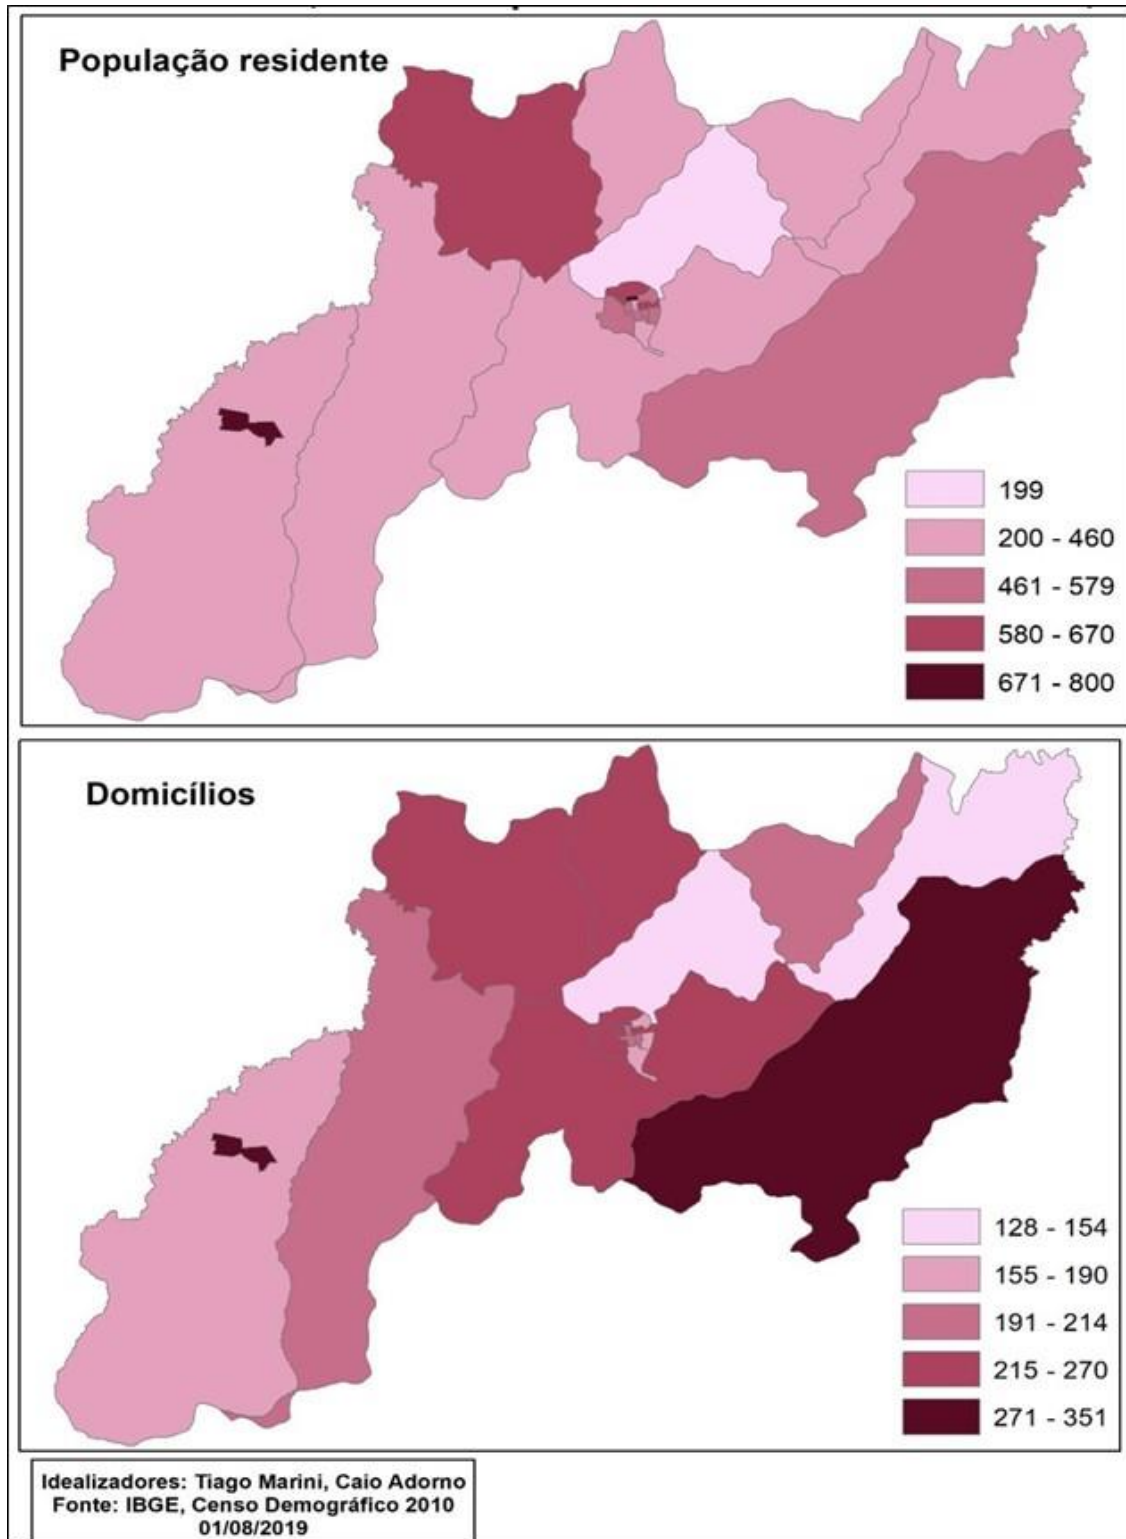 População residente
199
200 - 460
461 - 579
580 - 670
671 - 800
Domicílios
128 - 154
155 - 190
191 - 214
215 - 270
271 - 351
Idealizadores: Tiago Marini, Caio Adorno
Fonte: IBGE, Censo Demográfico 2010
01/08/2019